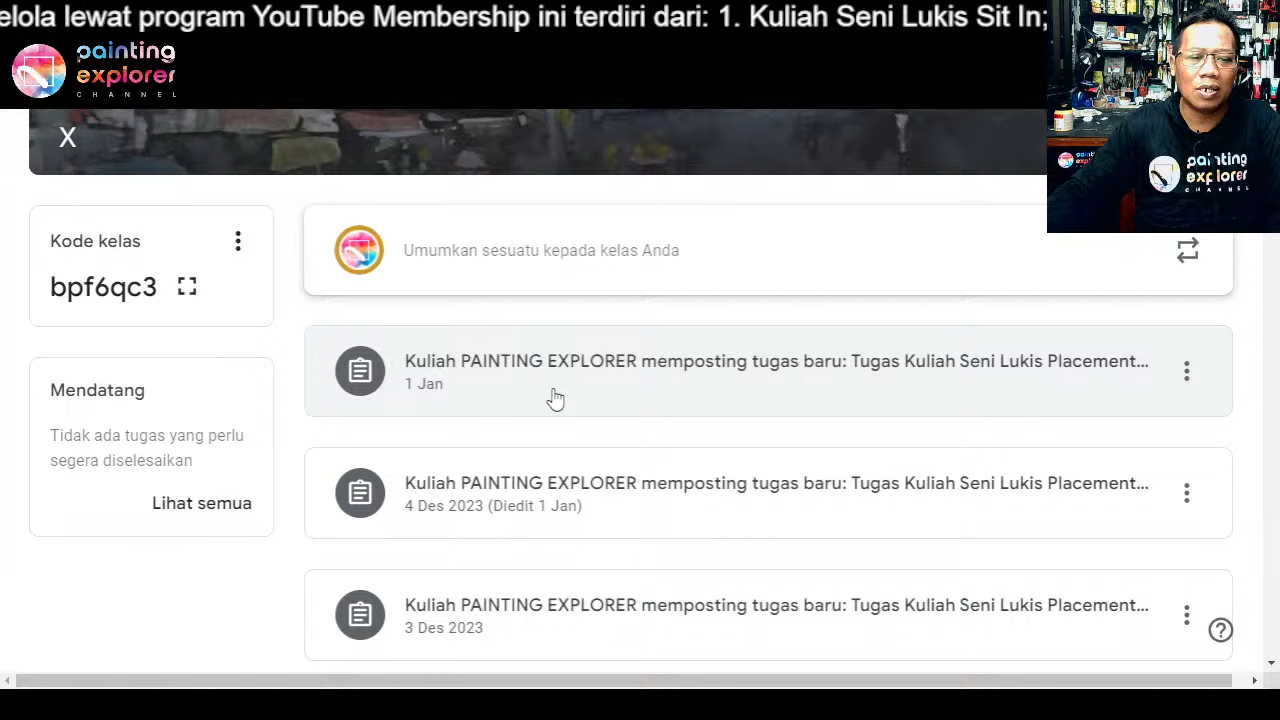 elola lewat program YouTube Membership ini terdiri dari: 1. Kuliah Seni Lukis Sit In;
painting
explorer
CHANNEL
X
Kode kelas
bpf6qc3
Umumkan sesuatu kepada kelas Anda
Kuliah PAINTING EXPLORER memposting tugas baru: Tugas Kuliah Seni Lukis Placement...
1 Jan
Mendatang
Tidak ada tugas yang perlu
segera diselesaikan
Lihat semua
Kuliah PAINTING EXPLORER memposting tugas baru: Tugas Kuliah Seni Lukis Placement...
4 Des 2023 (Diedit 1 Jan)
Kuliah PAINTING EXPLORER memposting tugas baru: Tugas Kuliah Seni Lukis Placement...
3 Des 2023
painting
explorer
CHANNEL